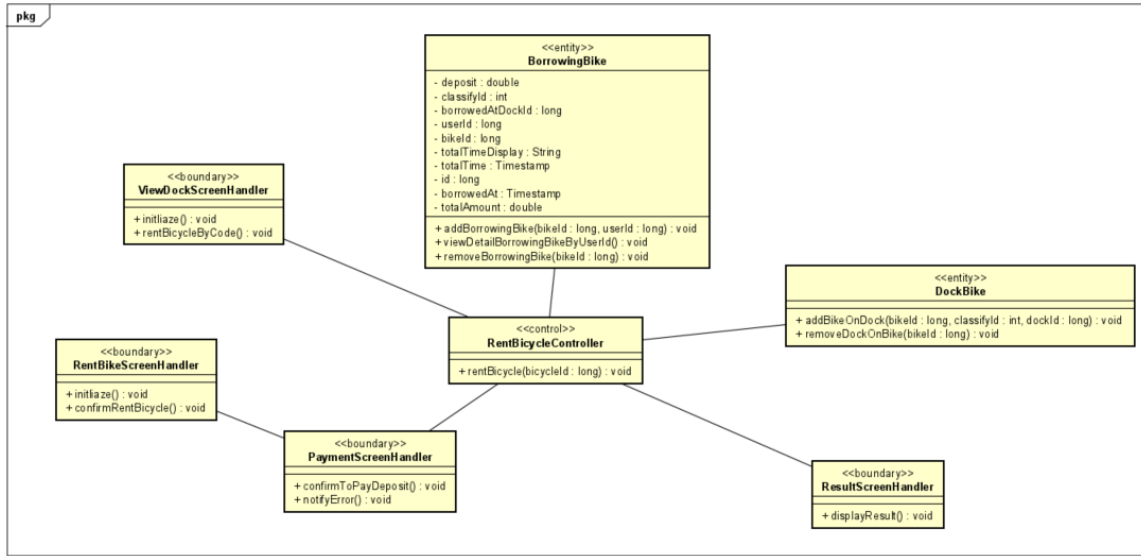 pkg
<<entity>>
BorrowingBike
- deposit : double
- classifyId : int
- borrowedAtDockId : long
- userId : long
- bikeId : long
- totalTimeDisplay : String
- totalTime : Timestamp
- id : long
- borrowedAt : Timestamp
- totalAmount : double
+ addBorrowingBike(bikeId : long, userId : long) : void
+ viewDetailBorrowingBikeByUserId() : void
+ removeBorrowingBike(bikeId : long) : void
<<boundary>>
ViewDockScreenHandler
+ initliaze() : void
+ rentBicycleByCode() : void
<<entity>>
DockBike
+ addBikeOnDock(bikeId : long, classifyId : int, dockId : long) : void
+ removeDockOnBike(bikeId : long) : void
<<control>>
RentBicycleController
+ rentBicycle(bicycleId : long) : void
<<boundary>>
RentBikeScreenHandler
+ initliaze() : void
+ confirmRentBicycle() : void
<<boundary>>
PaymentScreenHandler
+ confirmToPayDeposit() : void
+ notifyError() : void
<<boundary>>
ResultScreenHandler
+ displayResult() : void